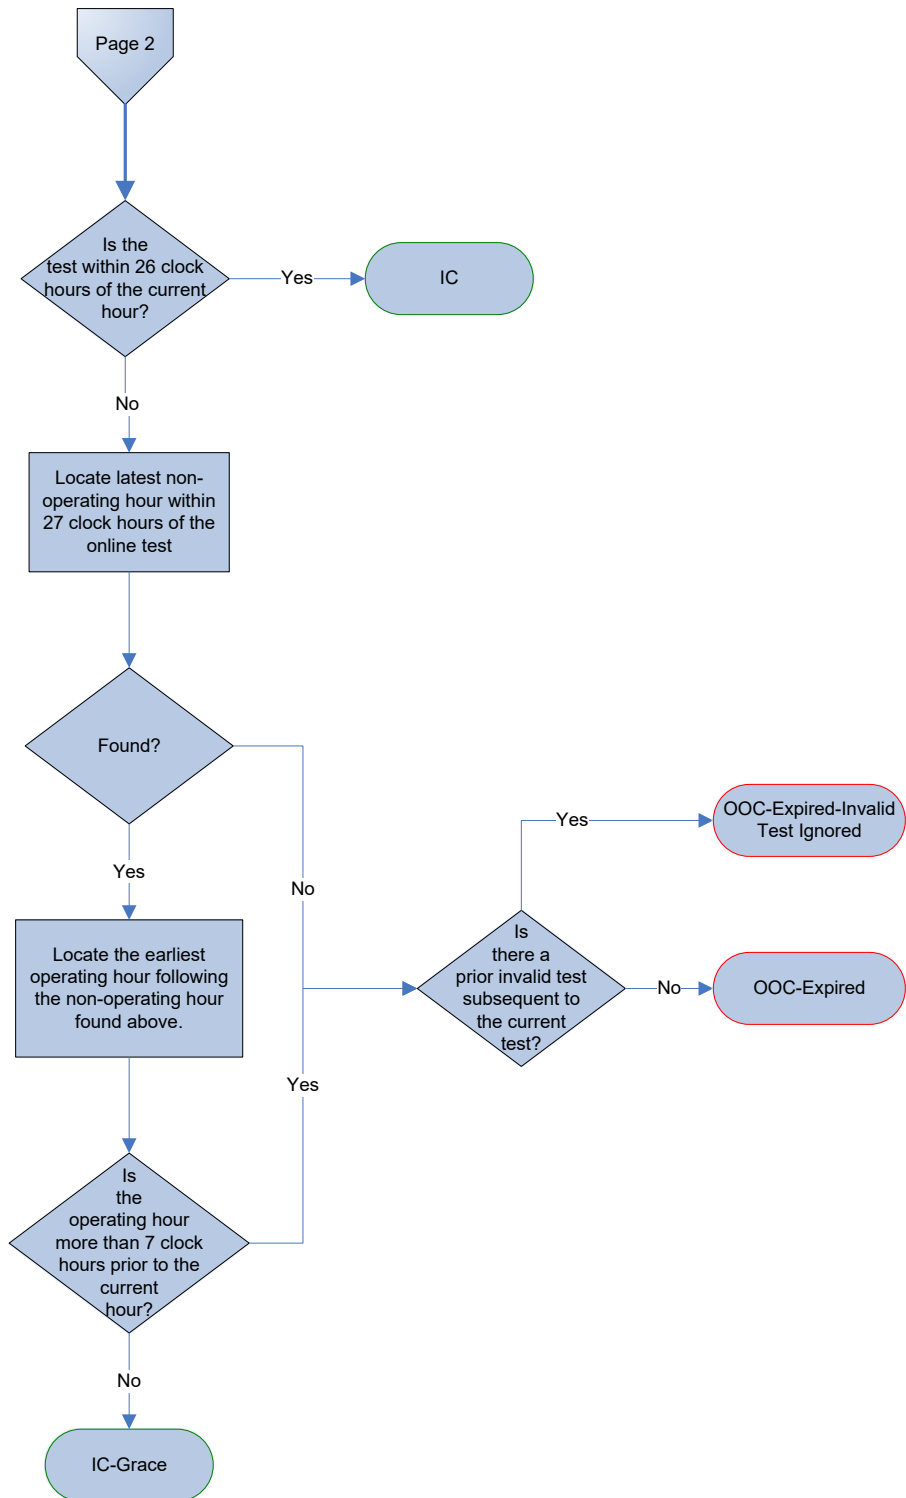 Page 2
Is the
test within 26 clock
hours of the current
hour?
Yes
IC
No
Locate latest non-
operating hour within
27 clock hours of the
online test
Found?
Yes
No
Locate the earliest
operating hour following
the non-operating hour
found above.
Yes
Is
the
operating hour
more than 7 clock
hours prior to the
current
hour?
No
IC-Grace
Is
there a
prior invalid test
subsequent to
the current
test?
Yes
OOC-Expired-Invalid
Test Ignored
No
OOC-Expired